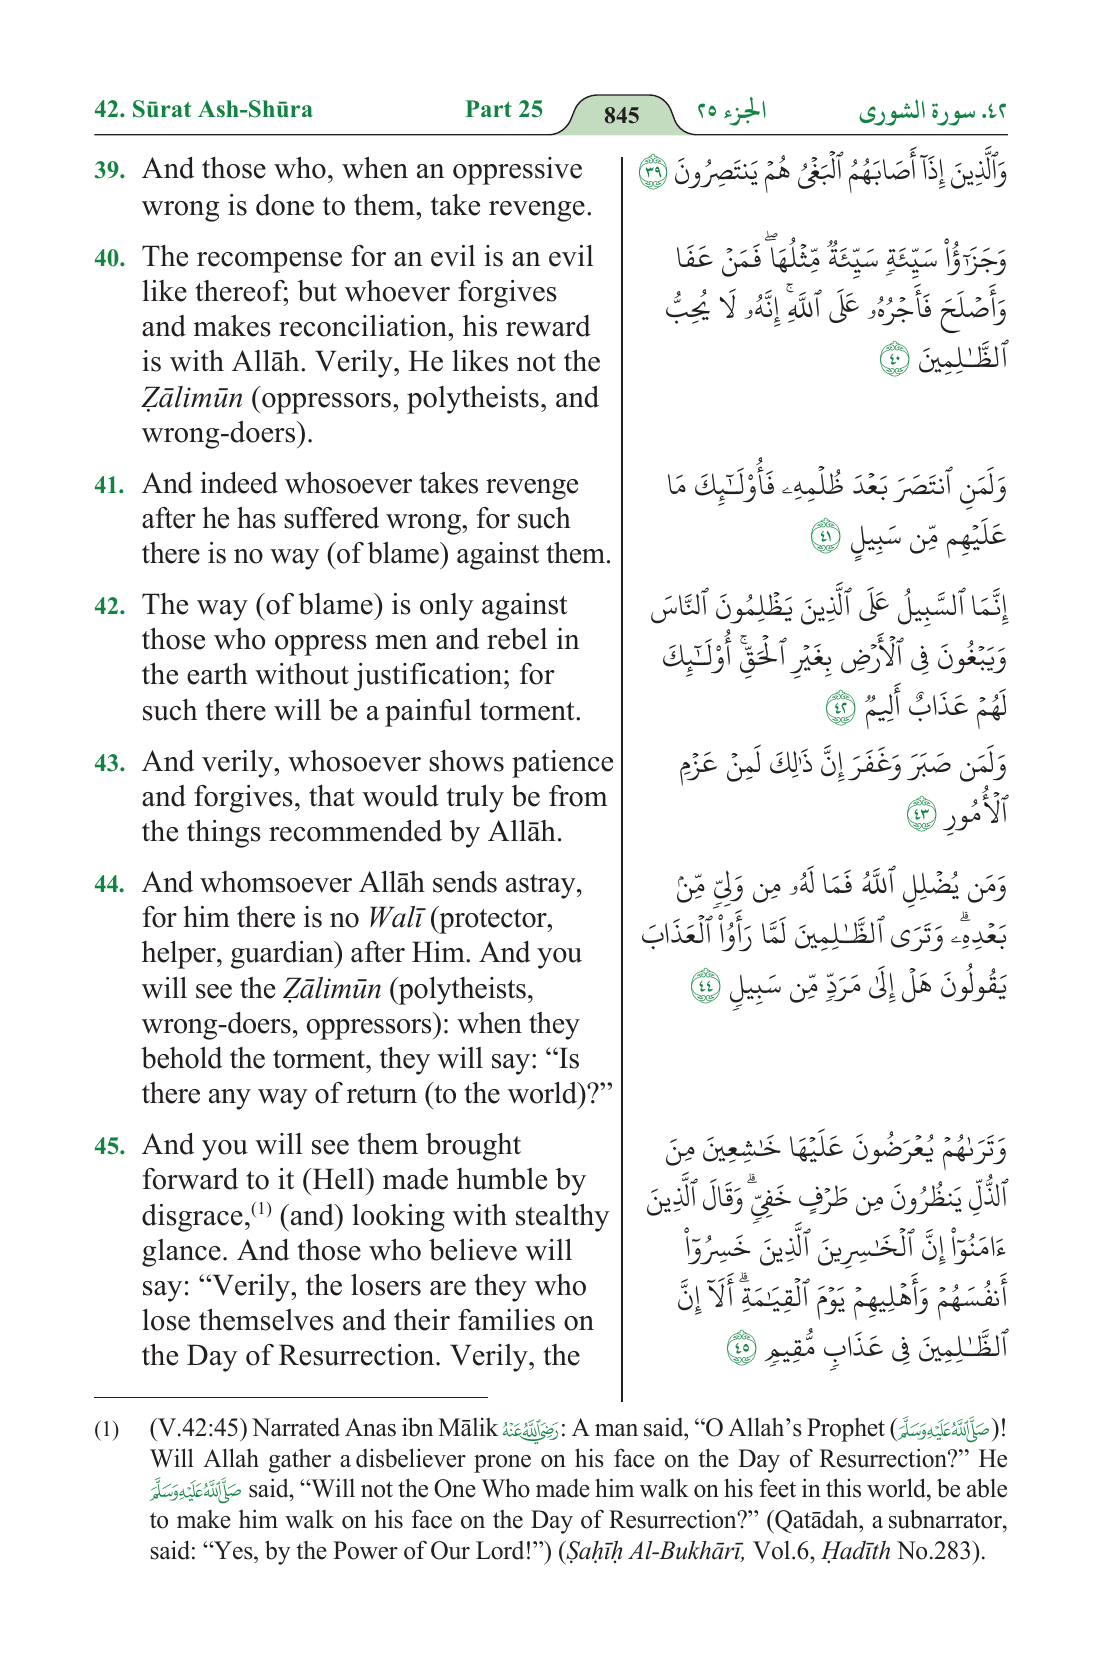 42. Sūrat Ash-Shūra Part 25 845 الجزء ٢٥ ٤٢. سورة الشورى
39. And those who, when an oppressive
wrong is done to them, take revenge.
40. The recompense for an evil is an evil
like thereof; but whoever forgives
and makes reconciliation, his reward
is with Allāh. Verily, He likes not the
Ẓālimūn (oppressors, polytheists, and
wrong-doers).
41. And indeed whosoever takes revenge
after he has suffered wrong, for such
there is no way (of blame) against them.
42. The way (of blame) is only against
those who oppress men and rebel in
the earth without justification; for
such there will be a painful torment.
43. And verily, whosoever shows patience
and forgives, that would truly be from
the things recommended by Allāh.
44. And whomsoever Allāh sends astray,
for him there is no Walī (protector,
helper, guardian) after Him. And you
will see the Ẓālimūn (polytheists,
wrong-doers, oppressors): when they
behold the torment, they will say: “Is
there any way of return (to the world)?”
45. And you will see them brought
forward to it (Hell) made humble by
disgrace,(1) (and) looking with stealthy
glance. And those who believe will
say: “Verily, the losers are they who
lose themselves and their families on
the Day of Resurrection. Verily, the
وَٱلَّذِينَ إِذَآ أَصَابَهُمُ ٱلْبَغْىُ هُمْ يَنتَصِرُونَ ٣٩
وَجَزَٰٓؤُا۟ سَيِّئَةٍ سَيِّئَةٌ مِّثْلُهَا ۖ فَمَنْ عَفَا
وَأَصْلَحَ فَأَجْرُهُۥ عَلَى ٱللَّهِ ۚ إِنَّهُۥ لَا يُحِبُّ
ٱلظَّـٰلِمِينَ ٤٠
وَلَمَنِ ٱنتَصَرَ بَعْدَ ظُلْمِهِۦ فَأُو۟لَـٰٓئِكَ مَا
عَلَيْهِم مِّن سَبِيلٍ ٤١
إِنَّمَا ٱلسَّبِيلُ عَلَى ٱلَّذِينَ يَظْلِمُونَ ٱلنَّاسَ
وَيَبْغُونَ فِى ٱلْأَرْضِ بِغَيْرِ ٱلْحَقِّ ۚ أُو۟لَـٰٓئِكَ
لَهُمْ عَذَابٌ أَلِيمٌ ٤٢
وَلَمَن صَبَرَ وَغَفَرَ إِنَّ ذَٰلِكَ لَمِنْ عَزْمِ
ٱلْأُمُورِ ٤٣
وَمَن يُضْلِلِ ٱللَّهُ فَمَا لَهُۥ مِن وَلِىٍّ مِّنۢ
بَعْدِهِۦ ۗ وَتَرَى ٱلظَّـٰلِمِينَ لَمَّا رَأَوُا۟ ٱلْعَذَابَ
يَقُولُونَ هَلْ إِلَىٰ مَرَدٍّ مِّن سَبِيلٍ ٤٤
وَتَرَىٰهُمْ يُعْرَضُونَ عَلَيْهَا خَـٰشِعِينَ مِنَ
ٱلذُّلِّ يَنظُرُونَ مِن طَرْفٍ خَفِىٍّ ۗ وَقَالَ ٱلَّذِينَ
ءَامَنُوٓا۟ إِنَّ ٱلْخَـٰسِرِينَ ٱلَّذِينَ خَسِرُوٓا۟
أَنفُسَهُمْ وَأَهْلِيهِمْ يَوْمَ ٱلْقِيَـٰمَةِ ۗ أَلَآ إِنَّ
ٱلظَّـٰلِمِينَ فِى عَذَابٍ مُّقِيمٍ ٤٥
(1) (V.42:45) Narrated Anas ibn Mālik رَضِيَ اللَّهُ عَنْهُ: A man said, “O Allah’s Prophet (صَلَّى اللَّهُ عَلَيْهِ وَسَلَّمَ)!
Will Allah gather a disbeliever prone on his face on the Day of Resurrection?” He
صَلَّى اللَّهُ عَلَيْهِ وَسَلَّمَ said, “Will not the One Who made him walk on his feet in this world, be able
to make him walk on his face on the Day of Resurrection?” (Qatādah, a subnarrator,
said: “Yes, by the Power of Our Lord!”) (Ṣaḥīḥ Al-Bukhārī, Vol.6, Ḥadīth No.283).